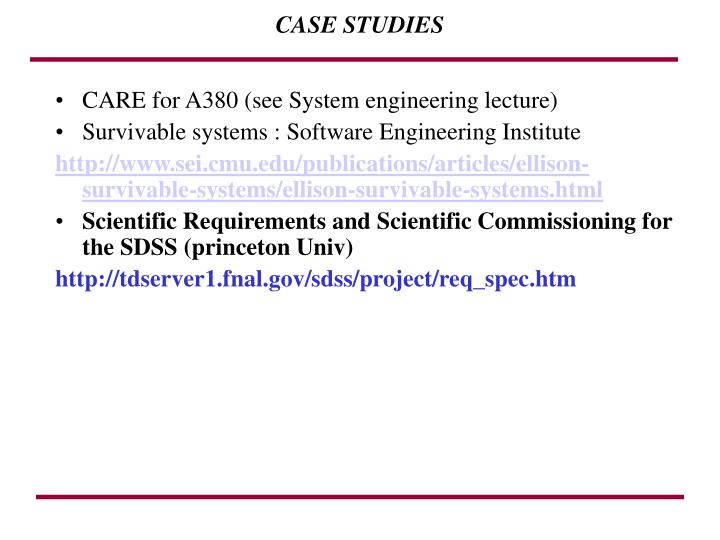 CASE STUDIES
• CARE for A380 (see System engineering lecture)
• Survivable systems : Software Engineering Institute
http://www.sei.cmu.edu/publications/articles/ellison-
survivable-systems/ellison-survivable-systems.html
• Scientific Requirements and Scientific Commissioning for
the SDSS (princeton Univ)
http://tdserver1.fnal.gov/sdss/project/req_spec.htm